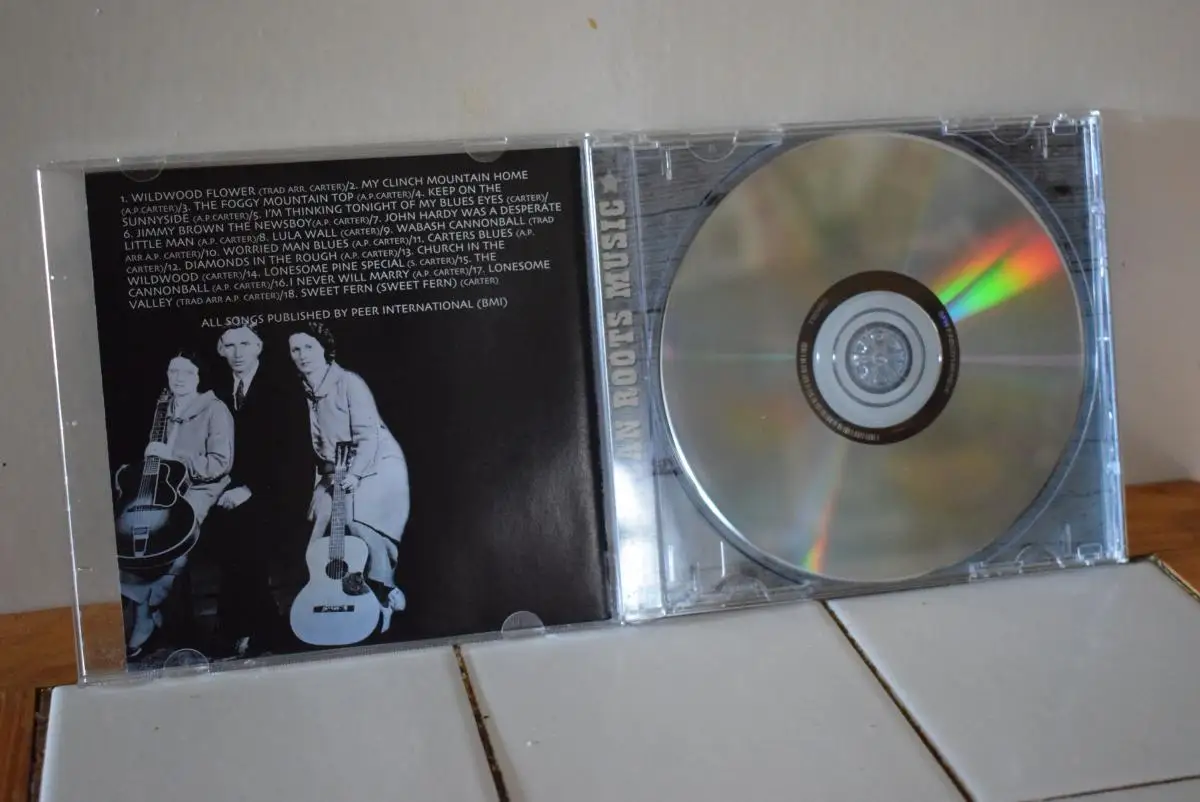 1. WILDWOOD FLOWER (TRAD ARR. CARTER)/2. MY CLINCH MOUNTAIN HOME
(A.P.CARTER)/3. THE FOGGY MOUNTAIN TOP (A.P.CARTER)/4. KEEP ON THE
SUNNYSIDE (A.P.CARTER)/5. I'M THINKING TONIGHT OF MY BLUES EYES (CARTER)/
6. JIMMY BROWN THE NEWSBOY(A.P. CARTER)/7. JOHN HARDY WAS A DESPERATE
LITTLE MAN (A.P. CARTER)/8. LULA WALL (CARTER)/9. WABASH CANNONBALL (TRAD
ARR A.P. CARTER)/10. WORRIED MAN BLUES (A.P. CARTER)/11. CARTERS BLUES (A.P.
CARTER)/12. DIAMONDS IN THE ROUGH (A.P. CARTER)/13. CHURCH IN THE
WILDWOOD (CARTER)/14. LONESOME PINE SPECIAL (S. CARTER)/15. THE
CANNONBALL (A.P. CARTER)/16.I NEVER WILL MARRY (A.P. CARTER)/17. LONESOME
VALLEY (TRAD ARR A.P. CARTER)/18. SWEET FERN (SWEET FERN) (CARTER)
ALL SONGS PUBLISHED BY PEER INTERNATIONAL (BMI)
AN ROOTS MUSIC★